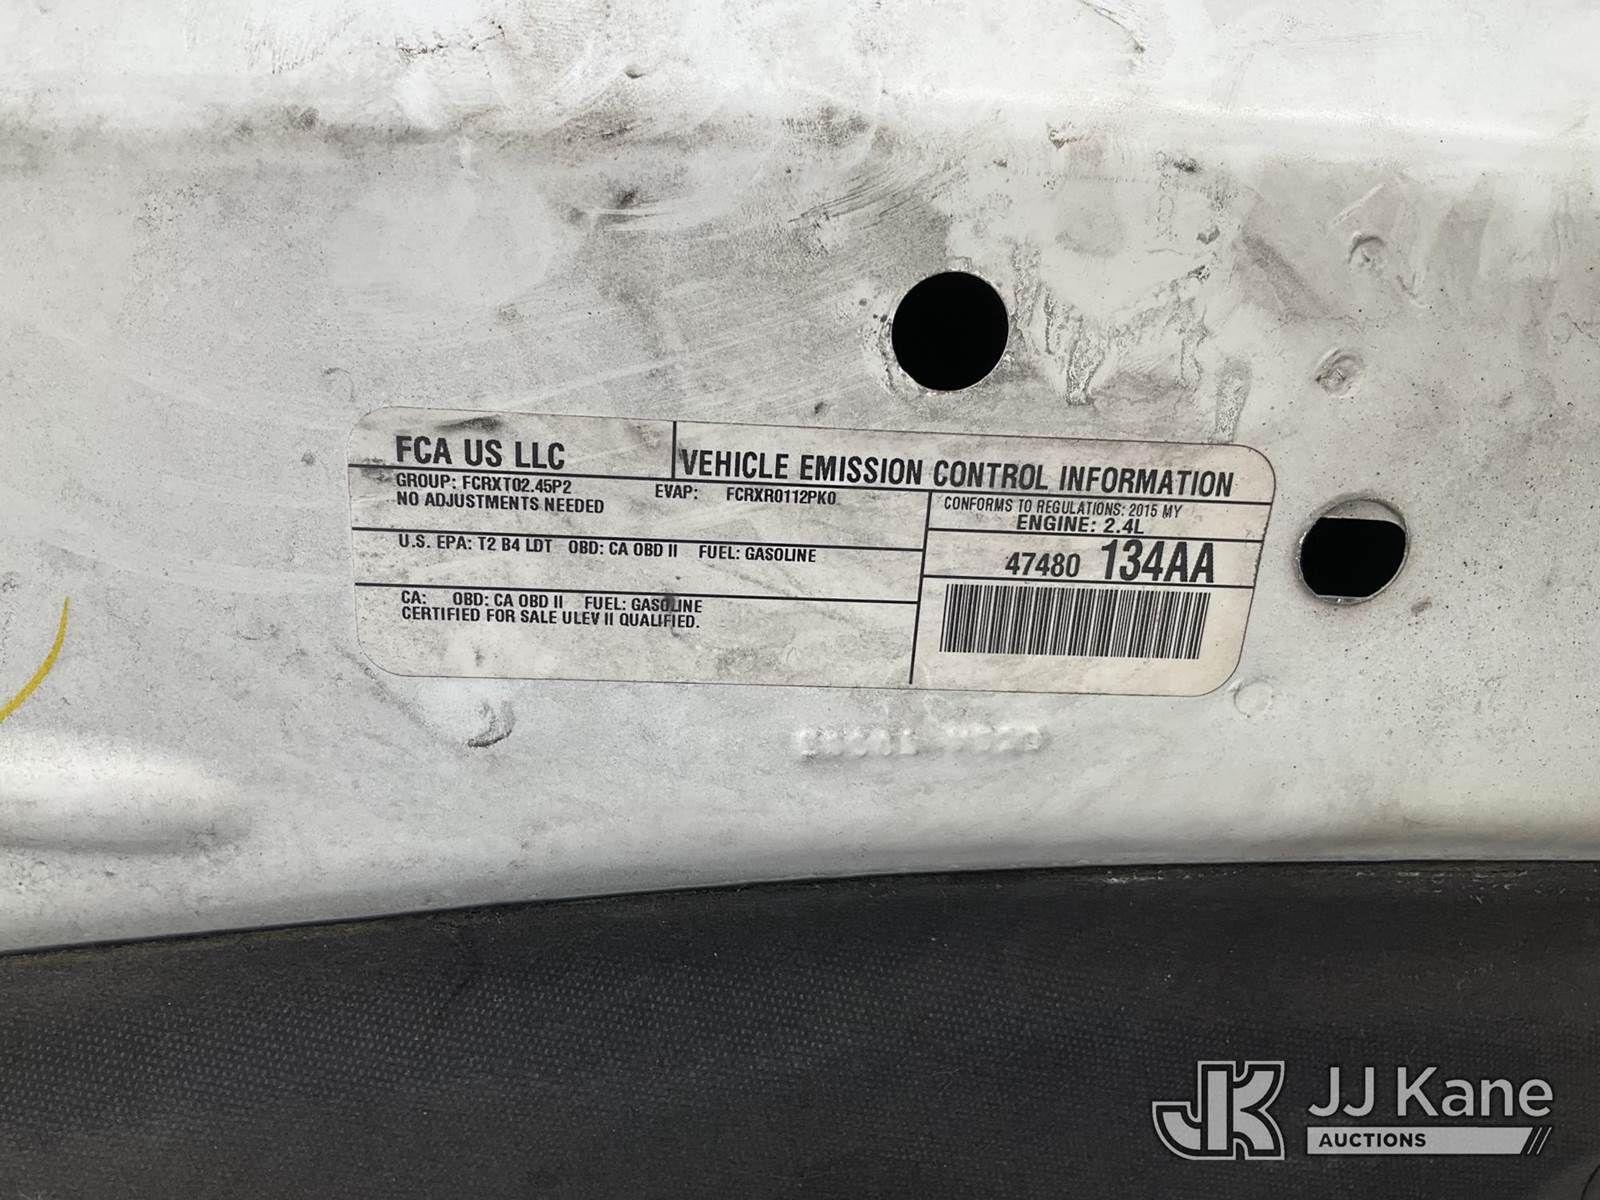 FCA US LLC
VEHICLE EMISSION CONTROL INFORMATION
GROUP: FCRXT02.45P2
EVAP: FCRXR0112PK0
NO ADJUSTMENTS NEEDED
CONFORMS TO REGULATIONS: 2015 MY
ENGINE: 2.4L
U.S. EPA: T2 B4 LDT OBD: CA OBD II FUEL: GASOLINE
47480 134AA
CA: OBD: CA OBD II FUEL: GASOLINE
CERTIFIED FOR SALE ULEV II QUALIFIED.
JK JJ Kane
AUCTIONS